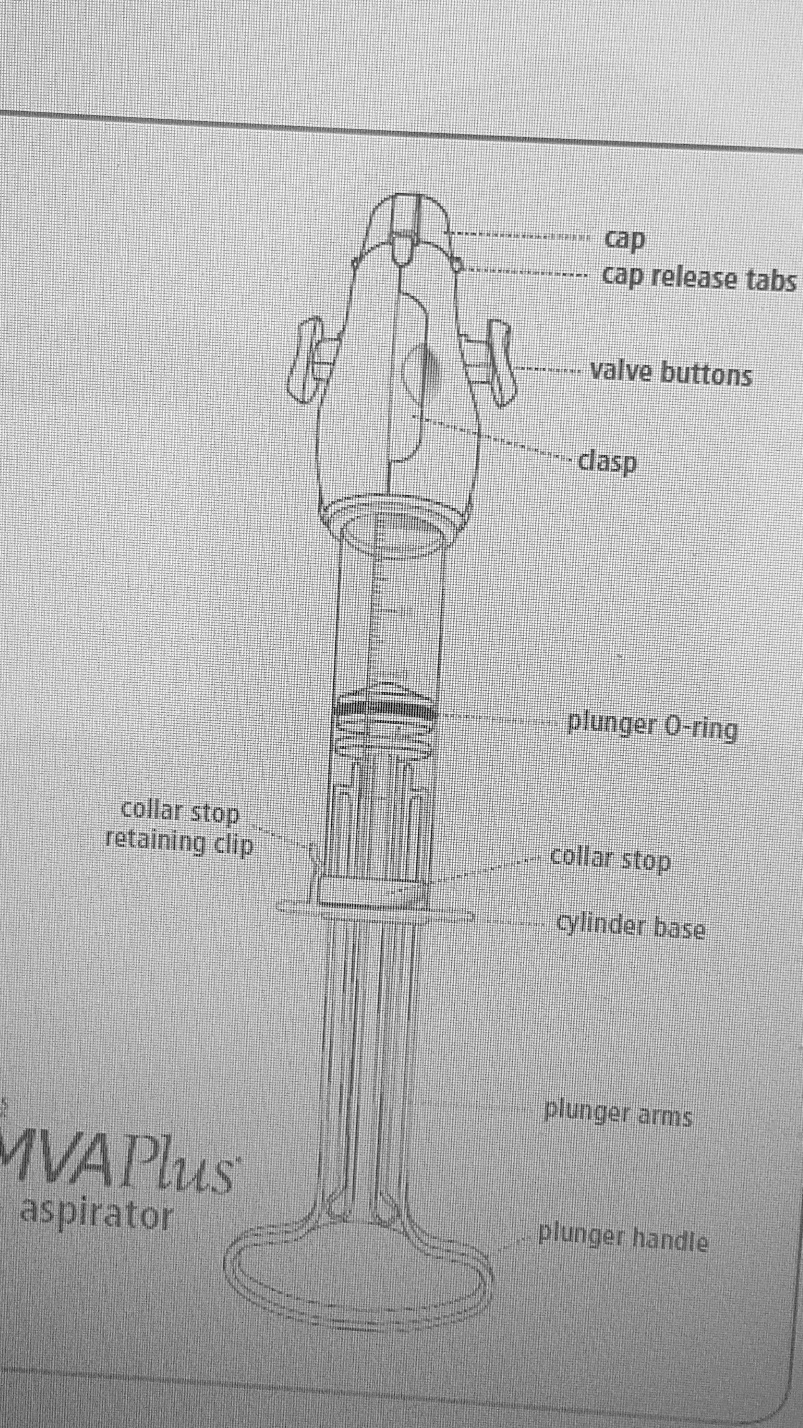 cap
cap release tabs
valve buttons
clasp
plunger O-ring
collar stop
retaining clip
collar stop
cylinder base
plunger arms
MVAPlus
aspirator
plunger handle